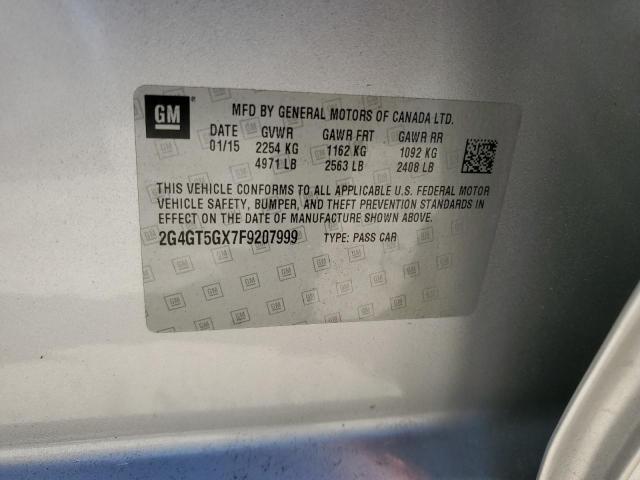 GM
MFD BY GENERAL MOTORS OF CANADA LTD.
DATE GVWR GAWR FRT GAWR RR
01/15 2254 KG 1162 KG 1092 KG
4971 LB 2563 LB 2408 LB
THIS VEHICLE CONFORMS TO ALL APPLICABLE U.S. FEDERAL MOTOR
VEHICLE SAFETY, BUMPER, AND THEFT PREVENTION STANDARDS IN
EFFECT ON THE DATE OF MANUFACTURE SHOWN ABOVE.
2G4GT5GX7F9207999 TYPE: PASS CAR